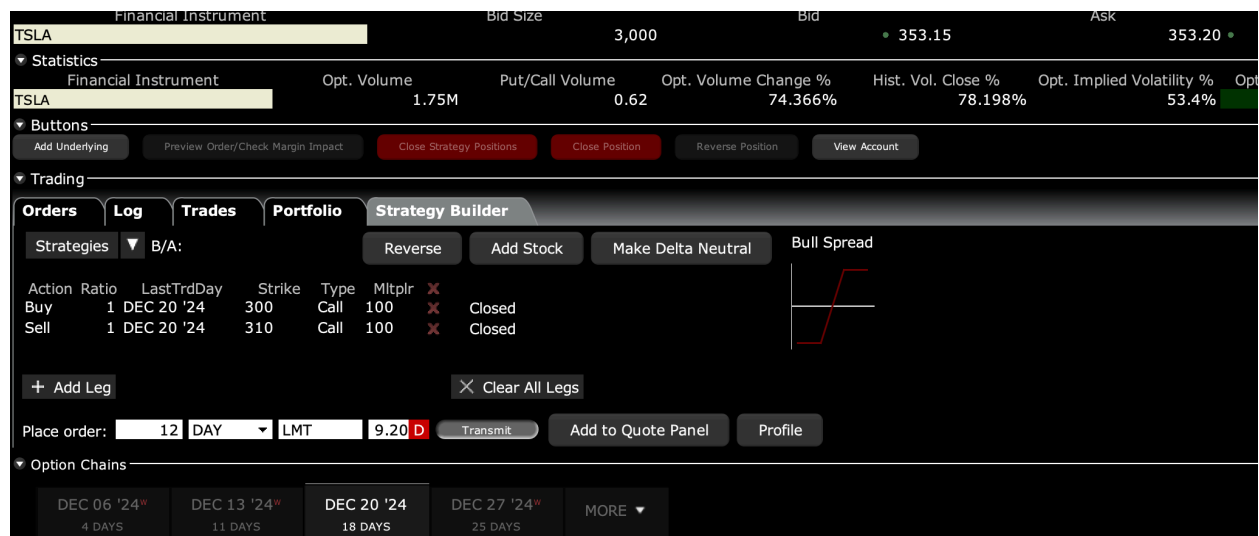 Financial Instrument Bid Size Bid Ask
TSLA 3,000 353.15 353.20
Statistics
Financial Instrument Opt. Volume Put/Call Volume Opt. Volume Change % Hist. Vol. Close % Opt. Implied Volatility % Opt
TSLA 1.75M 0.62 74.366% 78.198% 53.4%
Buttons
Add Underlying Preview Order/Check Margin Impact Close Strategy Positions Close Position Reverse Position View Account
Trading
Orders Log Trades Portfolio Strategy Builder
Strategies ▼ B/A: Reverse Add Stock Make Delta Neutral Bull Spread
Action Ratio LastTrdDay Strike Type Mltplr X
Buy 1 DEC 20 '24 300 Call 100 X Closed
Sell 1 DEC 20 '24 310 Call 100 X Closed
+ Add Leg X Clear All Legs
Place order: 12 DAY LMT 9.20 D Transmit Add to Quote Panel Profile
Option Chains
DEC 06 '24W DEC 13 '24W DEC 20 '24 DEC 27 '24W MORE ▼
4 DAYS 11 DAYS 18 DAYS 25 DAYS